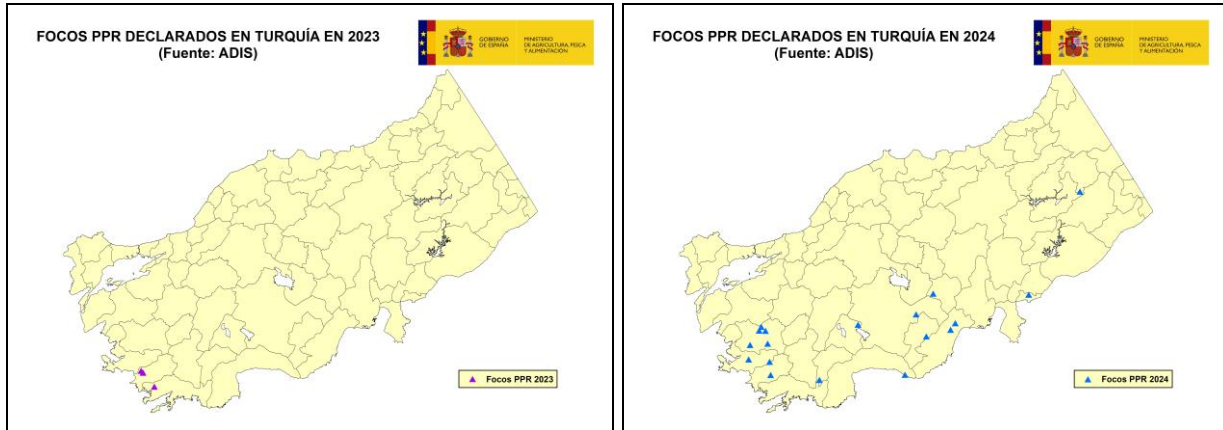 FOCOS PPR DECLARADOS EN TURQUÍA EN 2023
(Fuente: ADIS)
GOBIERNO
DE ESPAÑA
MINISTERIO
DE AGRICULTURA, PESCA
Y ALIMENTACIÓN
Focos PPR 2023
FOCOS PPR DECLARADOS EN TURQUÍA EN 2024
(Fuente: ADIS)
GOBIERNO
DE ESPAÑA
MINISTERIO
DE AGRICULTURA, PESCA
Y ALIMENTACIÓN
Focos PPR 2024